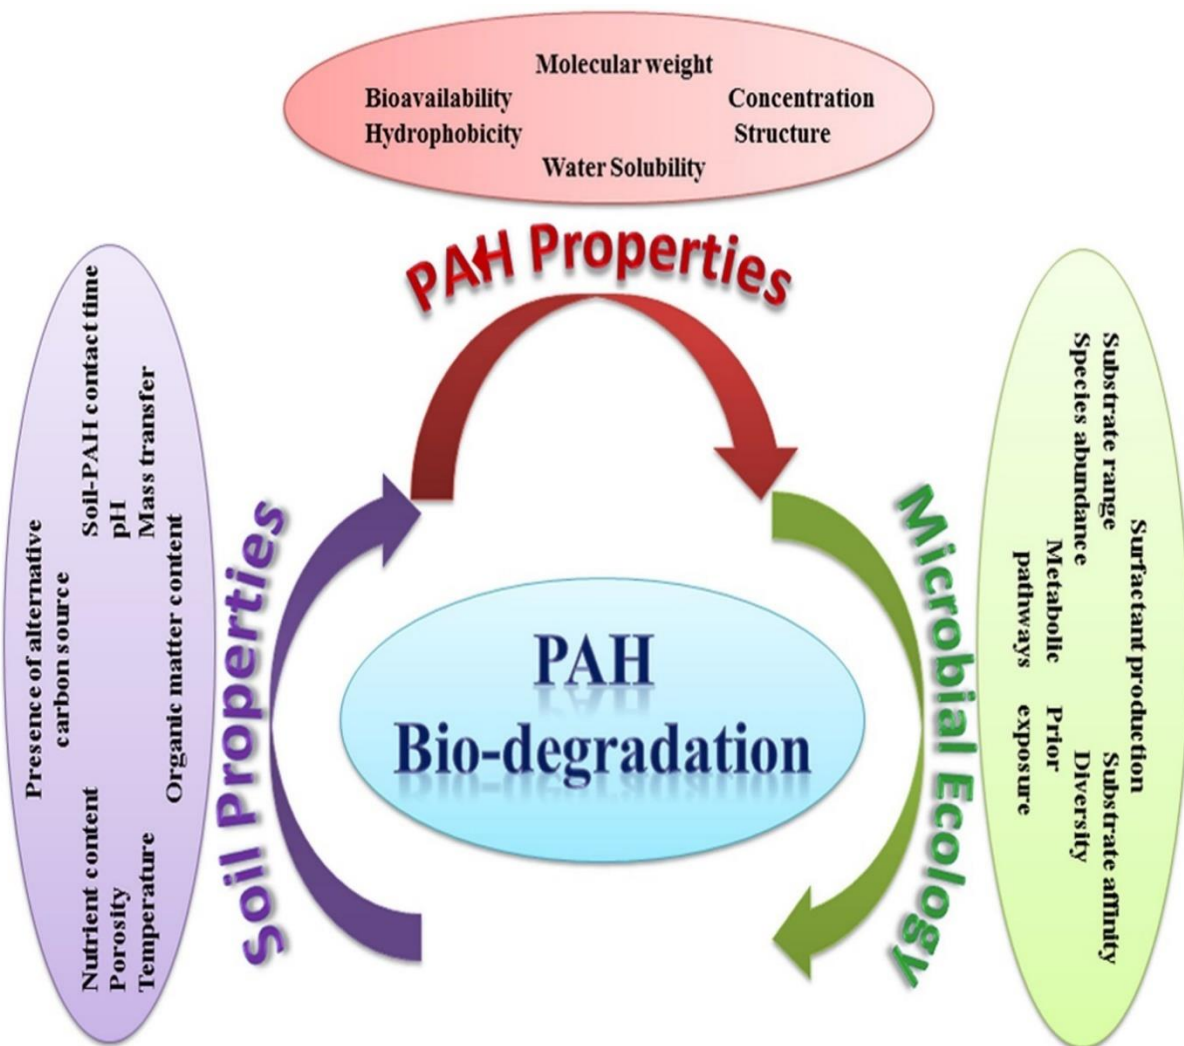 Molecular weight
Bioavailability
Concentration
Hydrophobicity
Structure
Water Solubility
PAH Properties
Presence of alternative
carbon source
Soil-PAH contact time
pH
Mass transfer
Organic matter content
Nutrient content
Porosity
Temperature
Soil Properties
PAH
Bio-degradation
Microbial Ecology
Surfactant production
Substrate range
Species abundance
Metabolic
pathways
Substrate affinity
Diversity
Prior
exposure